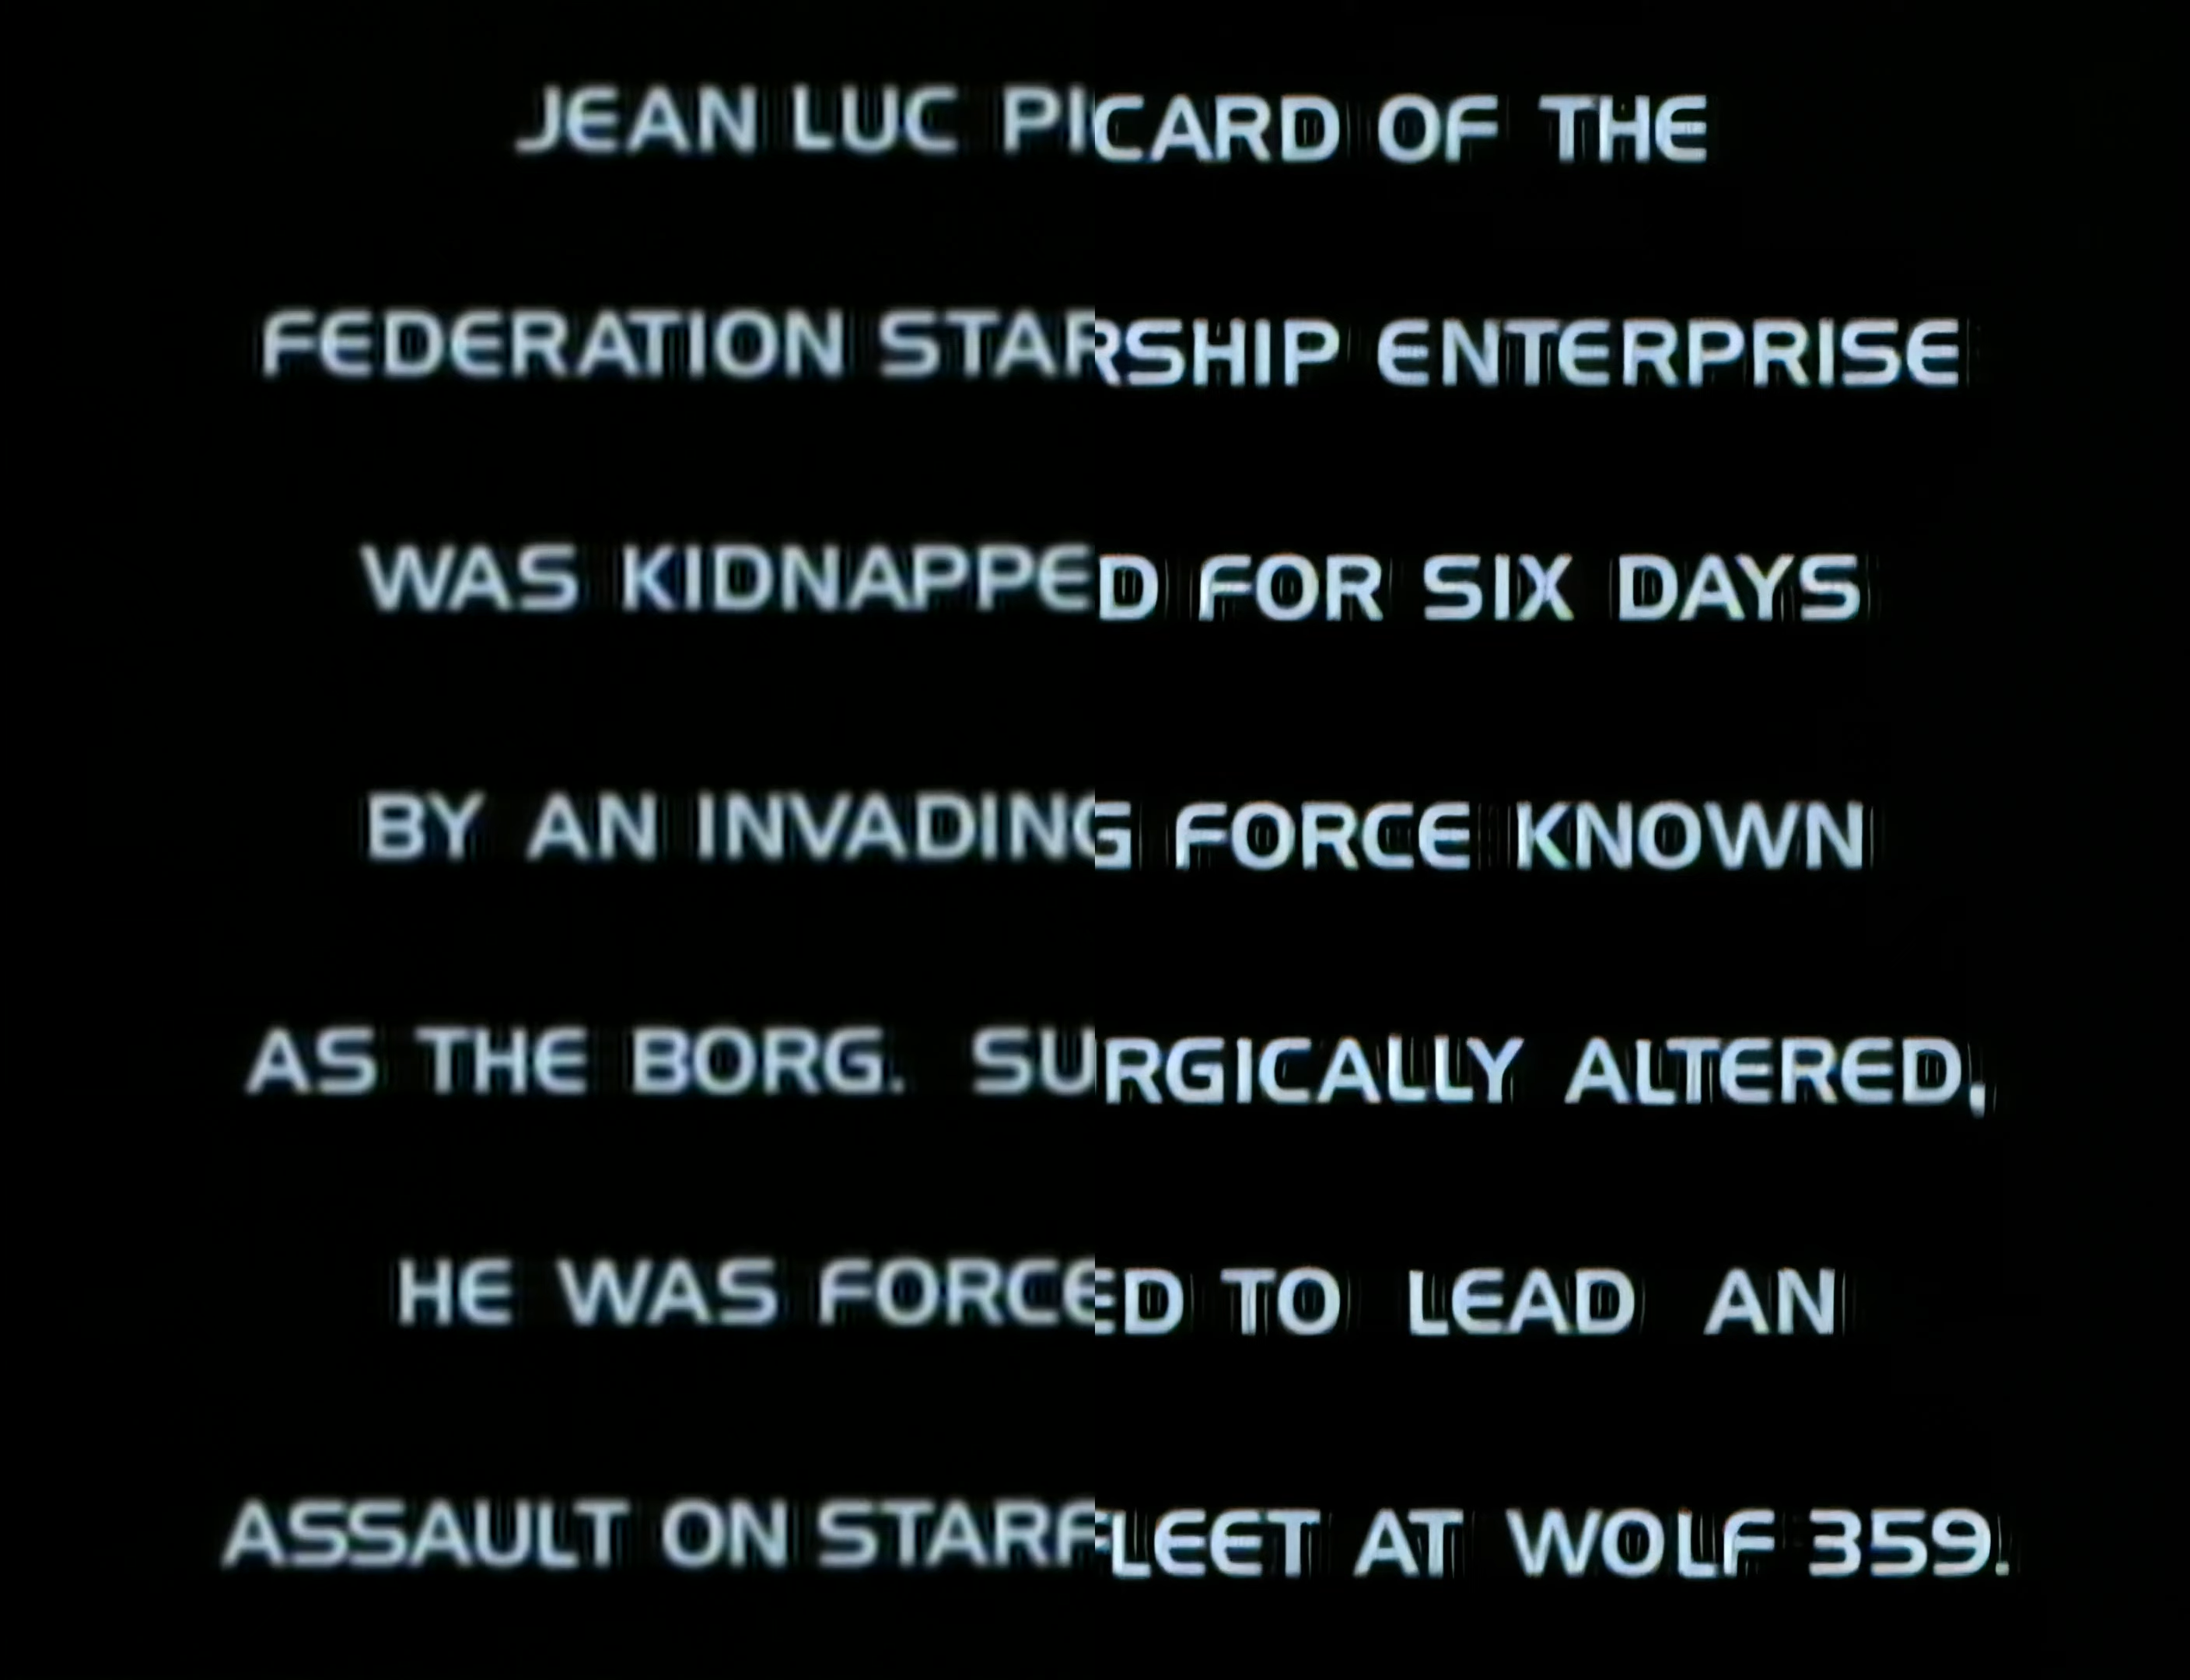 JEAN LUC PICARD OF THE
FEDERATION STARSHIP ENTERPRISE
WAS KIDNAPPED FOR SIX DAYS
BY AN INVADING FORCE KNOWN
AS THE BORG. SURGICALLY ALTERED,
HE WAS FORCED TO LEAD AN
ASSAULT ON STARFLEET AT WOLF 359.